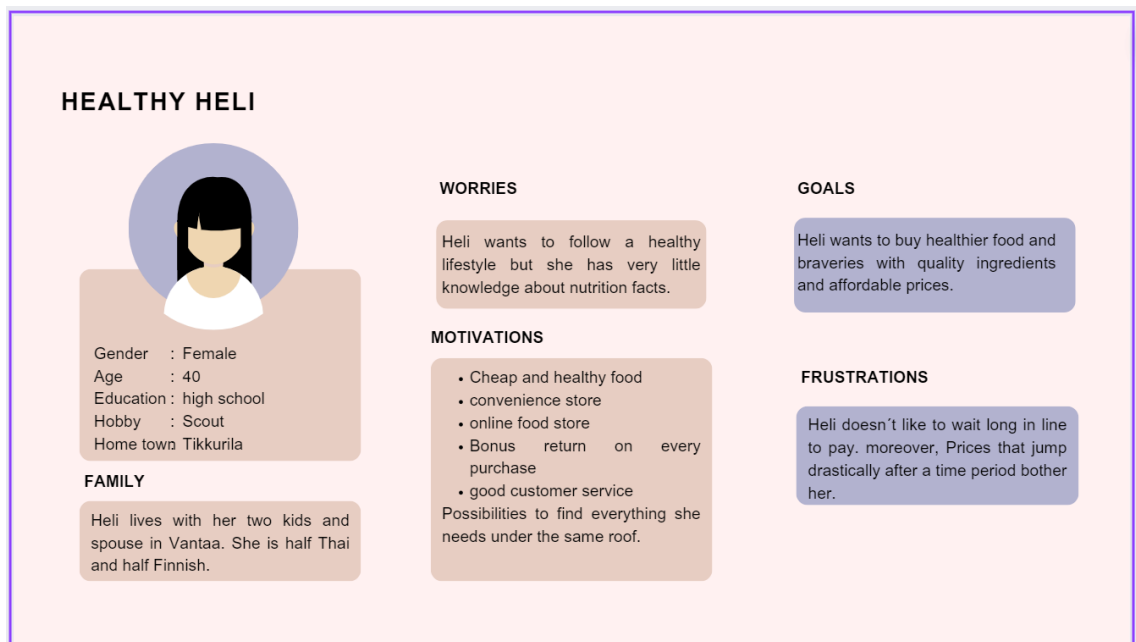 HEALTHY HELI
Gender : Female
Age : 40
Education : high school
Hobby : Scout
Home town : Tikkurila
FAMILY
Heli lives with her two kids and
spouse in Vantaa. She is half Thai
and half Finnish.
WORRIES
Heli wants to follow a healthy
lifestyle but she has very little
knowledge about nutrition facts.
MOTIVATIONS
• Cheap and healthy food
• convenience store
• online food store
• Bonus return on every
purchase
• good customer service
Possibilities to find everything she
needs under the same roof.
GOALS
Heli wants to buy healthier food and
braveries with quality ingredients
and affordable prices.
FRUSTRATIONS
Heli doesn´t like to wait long in line
to pay. moreover, Prices that jump
drastically after a time period bother
her.